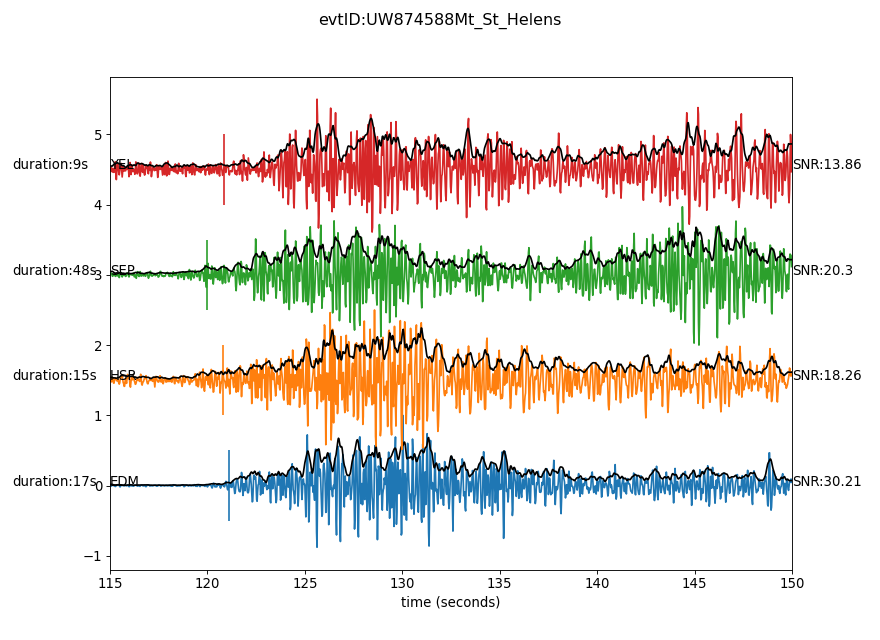 evtID:UW874588Mt_St_Helens
5
duration:9s
SNR:13.86
4
duration:48s
SEP
3
SNR:20.3
2
duration:15s
HSR
SNR:18.26
1
duration:17s
EDM
0
SNR:30.21
−1
115 120 125 130 135 140 145 150
time (seconds)